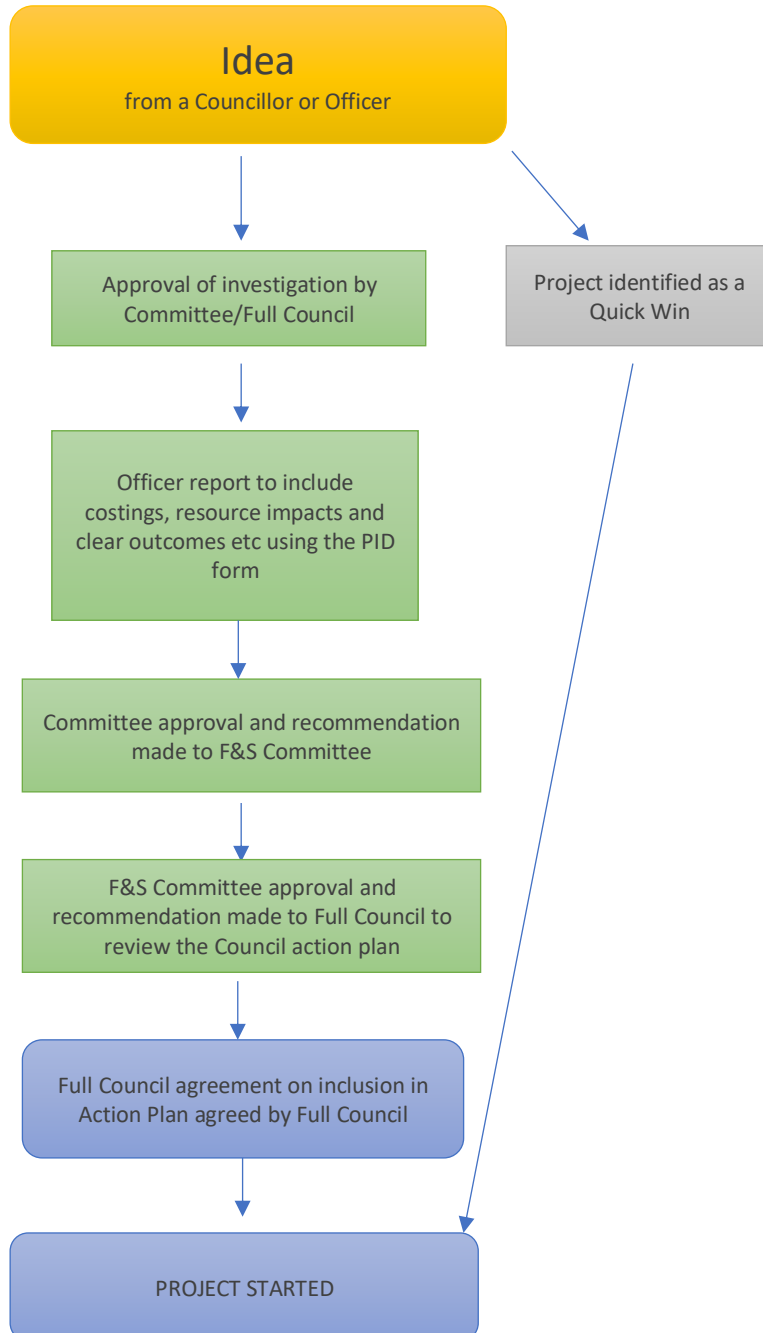 Idea
from a Councillor or Officer
Approval of investigation by
Committee/Full Council
Project identified as a
Quick Win
Officer report to include
costings, resource impacts and
clear outcomes etc using the PID
form
Committee approval and recommendation
made to F&S Committee
F&S Committee approval and
recommendation made to Full Council to
review the Council action plan
Full Council agreement on inclusion in
Action Plan agreed by Full Council
PROJECT STARTED